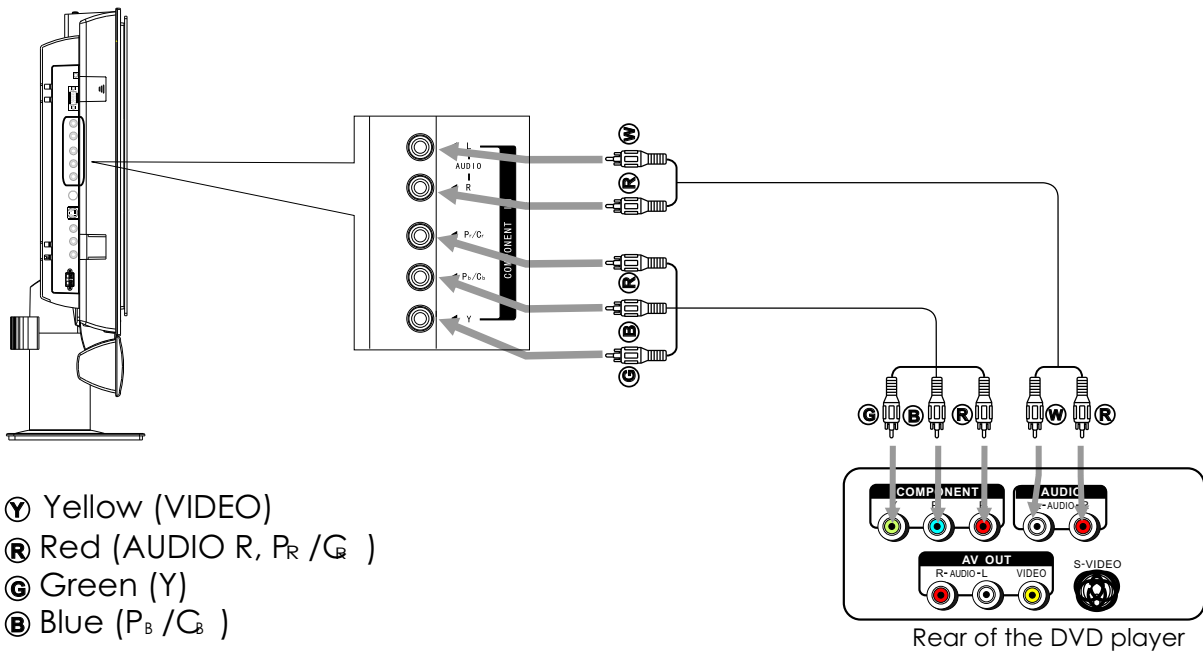 L
AUDIO
R
Pr/Cr
Pb/Cb
Y
COMPONENT
W
R
R
B
G
G
B
R
W
R
COMPONENT
AUDIO
AUDIO
AV OUT
R-AUDIO-L
VIDEO
S-VIDEO
Rear of the DVD player
Y Yellow (VIDEO)
R Red (AUDIO R, PR /CR )
G Green (Y)
B Blue (PB /CB )